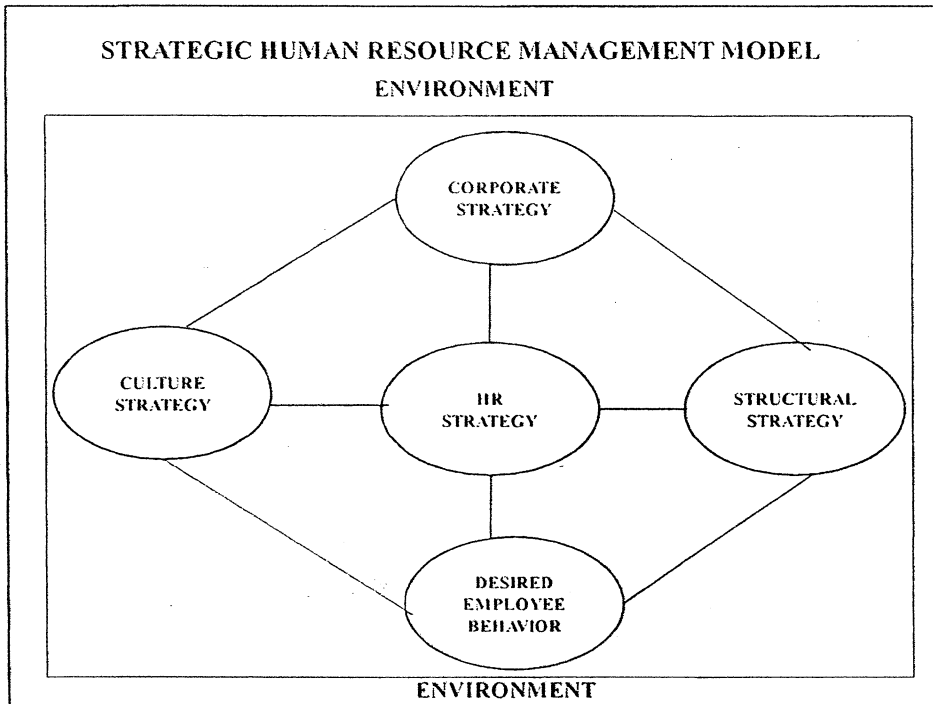 STRATEGIC HUMAN RESOURCE MANAGEMENT MODEL
ENVIRONMENT
CORPORATE
STRATEGY
CULTURE
STRATEGY
HR
STRATEGY
STRUCTURAL
STRATEGY
DESIRED
EMPLOYEE
BEHAVIOR
ENVIRONMENT